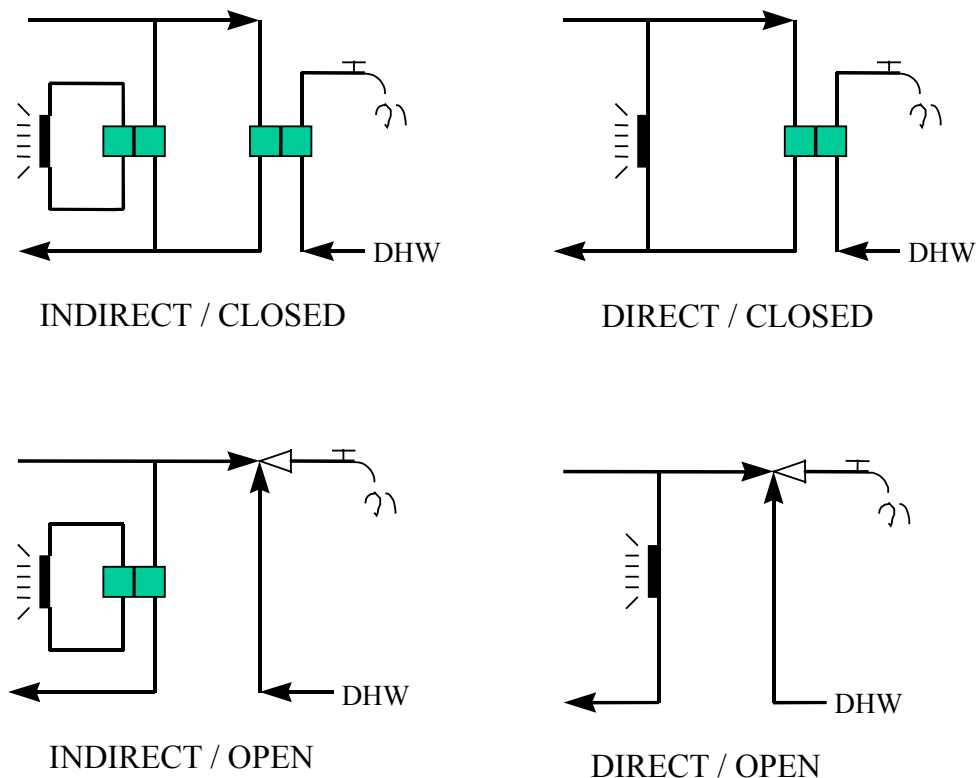 DHW
DHW
INDIRECT / CLOSED
DIRECT / CLOSED
DHW
DHW
INDIRECT / OPEN
DIRECT / OPEN